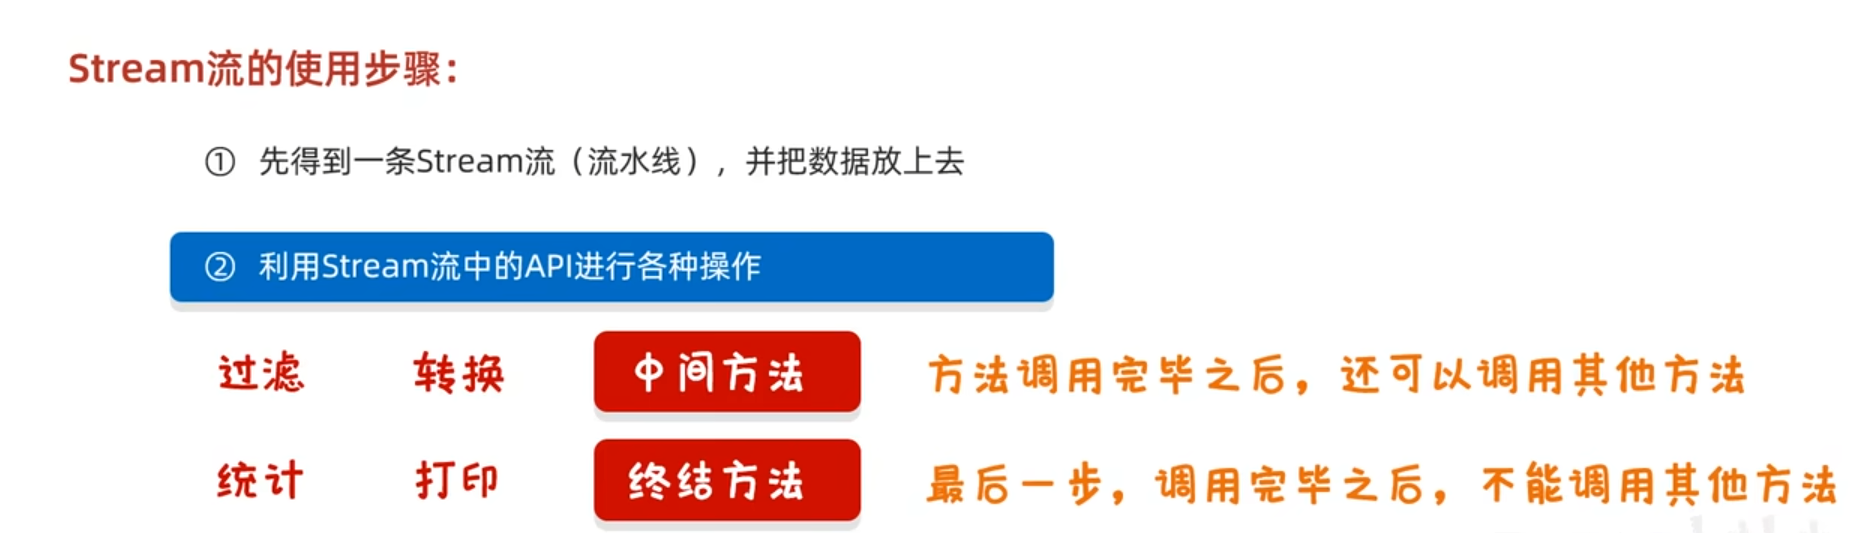 Stream流的使用步骤：
① 先得到一条Stream流（流水线），并把数据放上去
② 利用Stream流中的API进行各种操作
过滤 转换 中间方法 方法调用完毕之后，还可以调用其他方法
统计 打印 终结方法 最后一步，调用完毕之后，不能调用其他方法